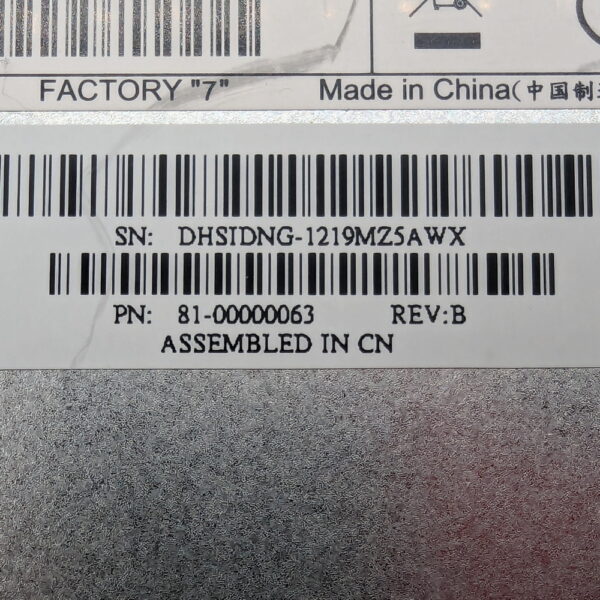 FACTORY "7" Made in China(中国制
SN: DHSIDNG-1219MZ5AWX
PN: 81-00000063 REV:B
ASSEMBLED IN CN